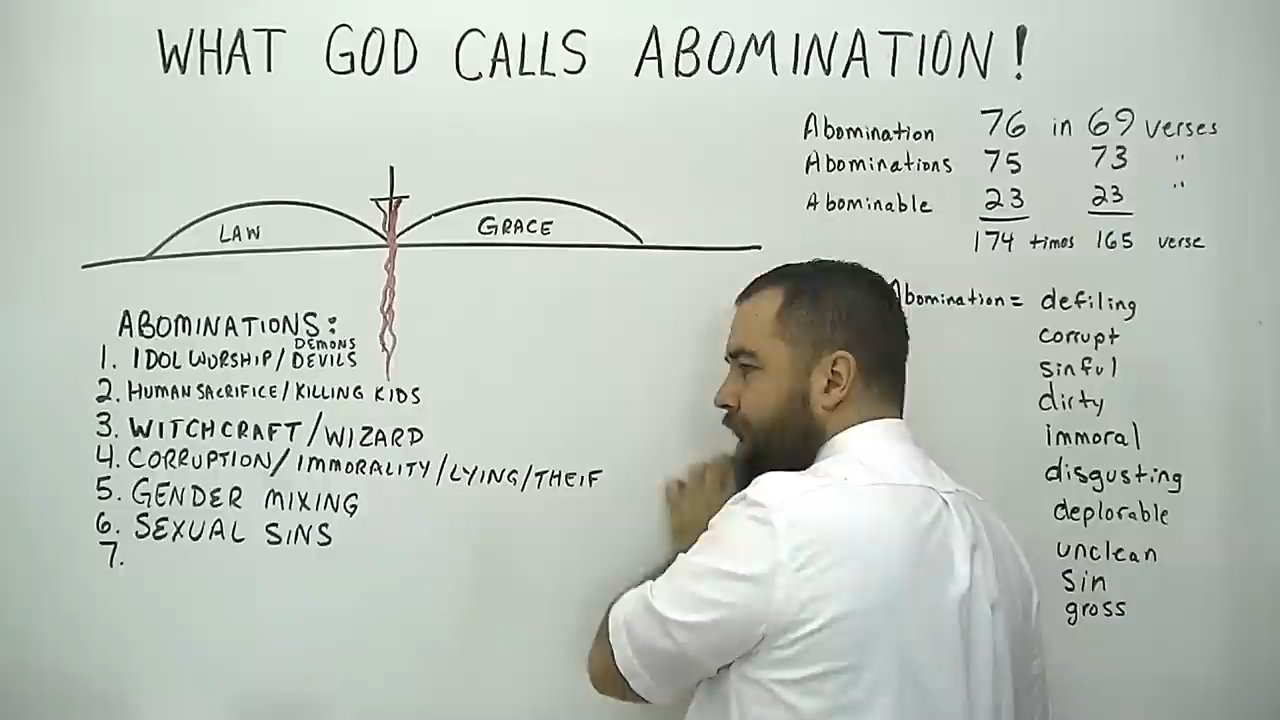 WHAT GOD CALLS ABOMINATION!
Abomination 76 in 69 verses
Abominations 75 73 "
Abominable 23 23 "
174 times 165 verse
LAW
GRACE
ABOMINATIONS:
DEMONS
1. IDOL WORSHIP/DEVILS
2. HUMAN SACRIFICE/KILLING KIDS
3. WITCHCRAFT/WIZARD
4. CORRUPTION/IMMORALITY/LYING/THEIF
5. GENDER MIXING
6. SEXUAL SINS
7.
Abomination = defiling
corrupt
sinful
dirty
immoral
disgusting
deplorable
unclean
Sin
gross